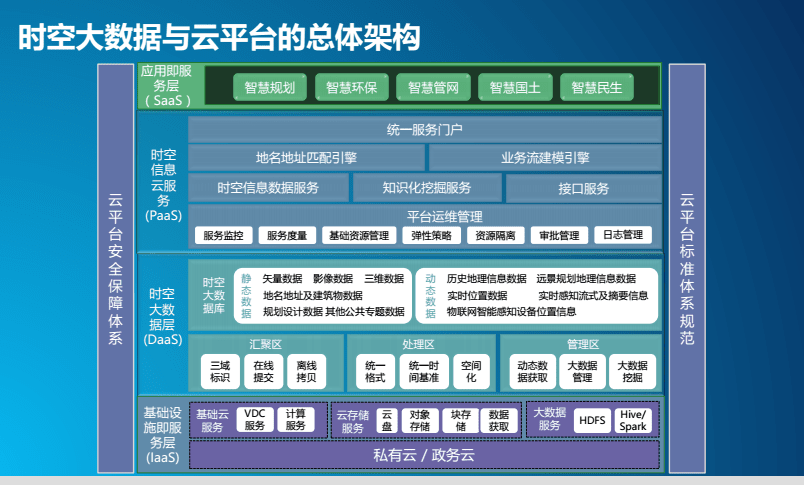 时空大数据与云平台的总体架构
云平台安全保障体系
应用即服
务层
（SaaS）
智慧规划
智慧环保
智慧管网
智慧国土
智慧民生
时空
信息
云服
务
(PaaS)
统一服务门户
地名地址匹配引擎
业务流建模引擎
时空信息数据服务
知识化挖掘服务
接口服务
平台运维管理
服务监控
服务度量
基础资源管理
弹性策略
资源隔离
审批管理
日志管理
时空
大数
据层
(DaaS)
时空
大数
据库
静态数据
矢量数据 影像数据 三维数据
地名地址及建筑物数据
规划设计数据 其他公共专题数据
动态数据
历史地理信息数据 远景规划地理信息数据
实时位置数据 实时感知流式及摘要信息
物联网智能感知设备位置信息
汇聚区
三域
标识
在线
提交
离线
拷贝
处理区
统一
格式
统一时
间基准
空间
化
管理区
动态数
据获取
大数据
管理
大数据
挖掘
基础设
施即服
务层
(IaaS)
基础云
服务
VDC
服务
计算
服务
云存储
服务
云
盘
对象
存储
块存
储
数据
获取
大数据
服务
HDFS
Hive/
Spark
私有云 / 政务云
云平台标准体系规范